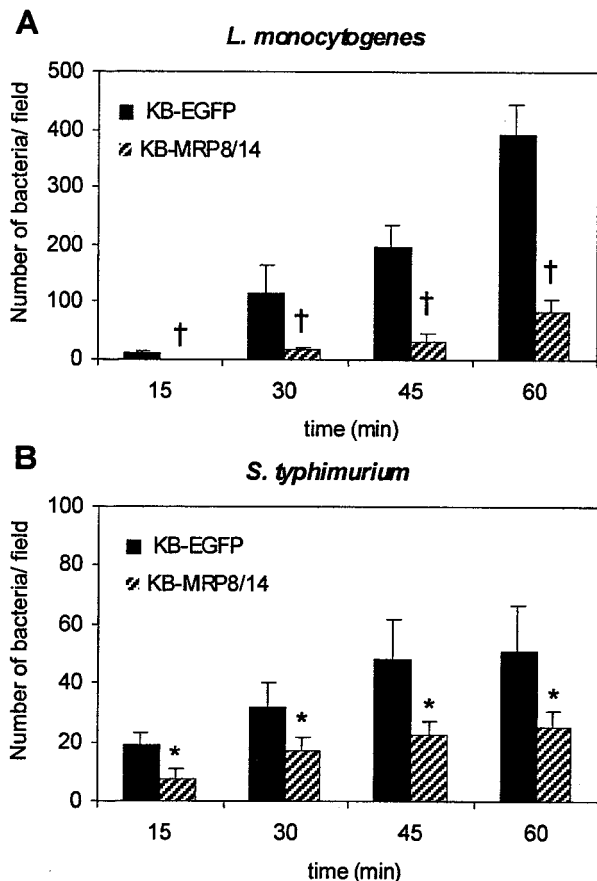 A
L. monocytogenes
Number of bacteria/ field
500
400
300
200
100
0
KB-EGFP
KB-MRP8/14
†
†
†
†
15 30 45 60
time (min)
B
S. typhimurium
Number of bacteria/ field
100
80
60
40
20
0
KB-EGFP
KB-MRP8/14
*
*
*
*
15 30 45 60
time (min)